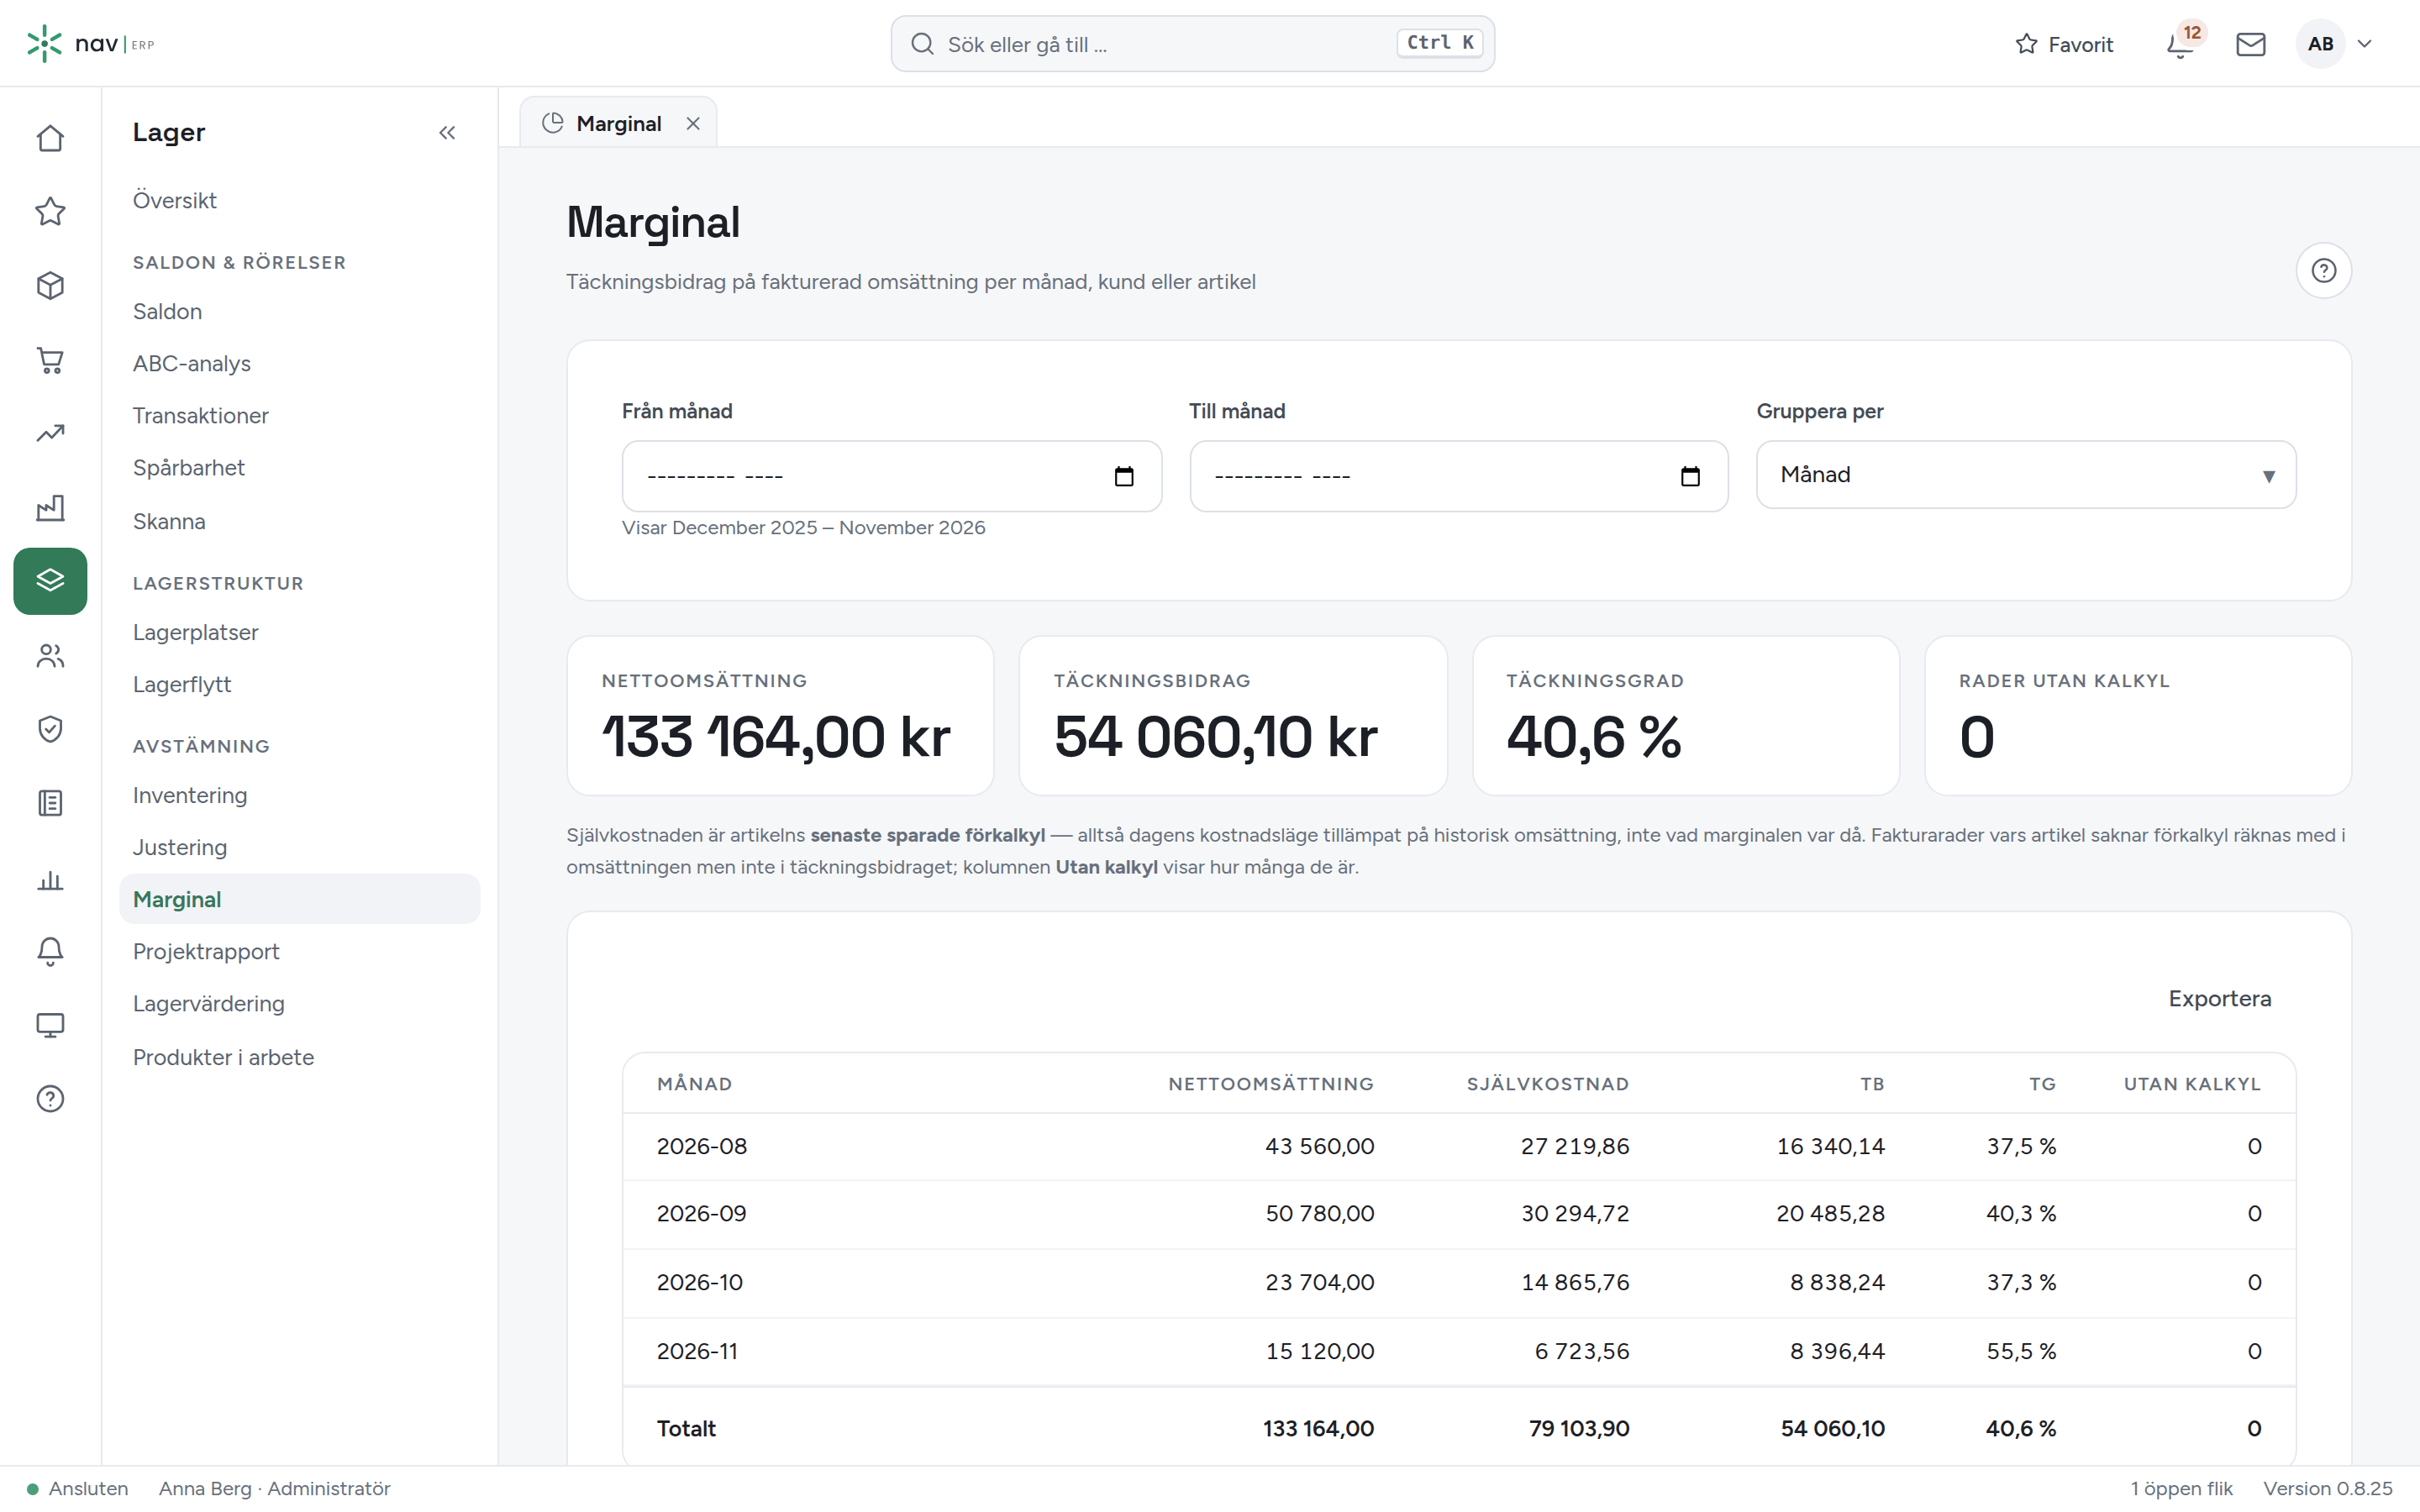 nav ERP
Sök eller gå till ...
Ctrl K
Favorit
12
AB
Lager
Översikt
SALDON & RÖRELSER
Saldon
ABC-analys
Transaktioner
Spårbarhet
Skanna
LAGERSTRUKTUR
Lagerplatser
Lagerflytt
AVSTÄMNING
Inventering
Justering
Marginal
Projektrapport
Lagervärdering
Produkter i arbete
Marginal
Marginal
Täckningsbidrag på fakturerad omsättning per månad, kund eller artikel
Från månad
Till månad
Gruppera per
--------- ----
--------- ----
Månad
Visar December 2025 – November 2026
NETTOOMSÄTTNING
133 164,00 kr
TÄCKNINGSBIDRAG
54 060,10 kr
TÄCKNINGSGRAD
40,6 %
RADER UTAN KALKYL
0
Självkostnaden är artikelns senaste sparade förkalkyl — alltså dagens kostnadsläge tillämpat på historisk omsättning, inte vad marginalen var då. Fakturarader vars artikel saknar förkalkyl räknas med i
omsättningen men inte i täckningsbidraget; kolumnen Utan kalkyl visar hur många de är.
Exportera
MÅNAD NETTOOMSÄTTNING SJÄLVKOSTNAD TB TG UTAN KALKYL
2026-08 43 560,00 27 219,86 16 340,14 37,5 % 0
2026-09 50 780,00 30 294,72 20 485,28 40,3 % 0
2026-10 23 704,00 14 865,76 8 838,24 37,3 % 0
2026-11 15 120,00 6 723,56 8 396,44 55,5 % 0
Totalt 133 164,00 79 103,90 54 060,10 40,6 % 0
Ansluten
Anna Berg · Administratör
1 öppen flik
Version 0.8.25